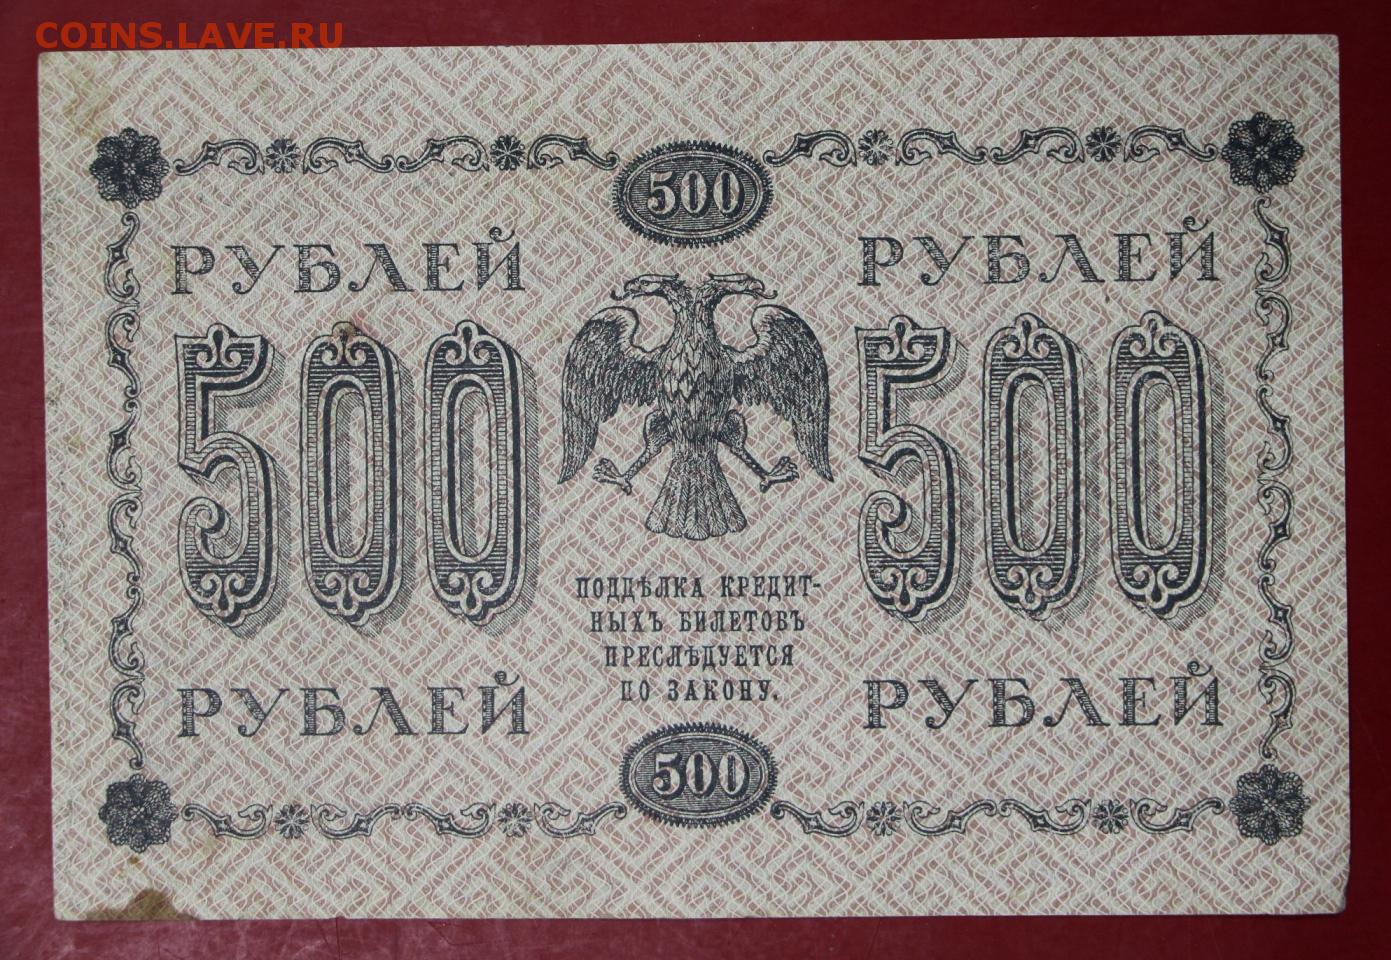 COINS.LAVE.RU
500
РУБЛЕЙ РУБЛЕЙ
500 500
ПОДДѢЛКА КРЕДИТ-
НЫХЪ БИЛЕТОВЪ
ПРЕСЛѢДУЕТСЯ
ПО ЗАКОНУ.
РУБЛЕЙ РУБЛЕЙ
500